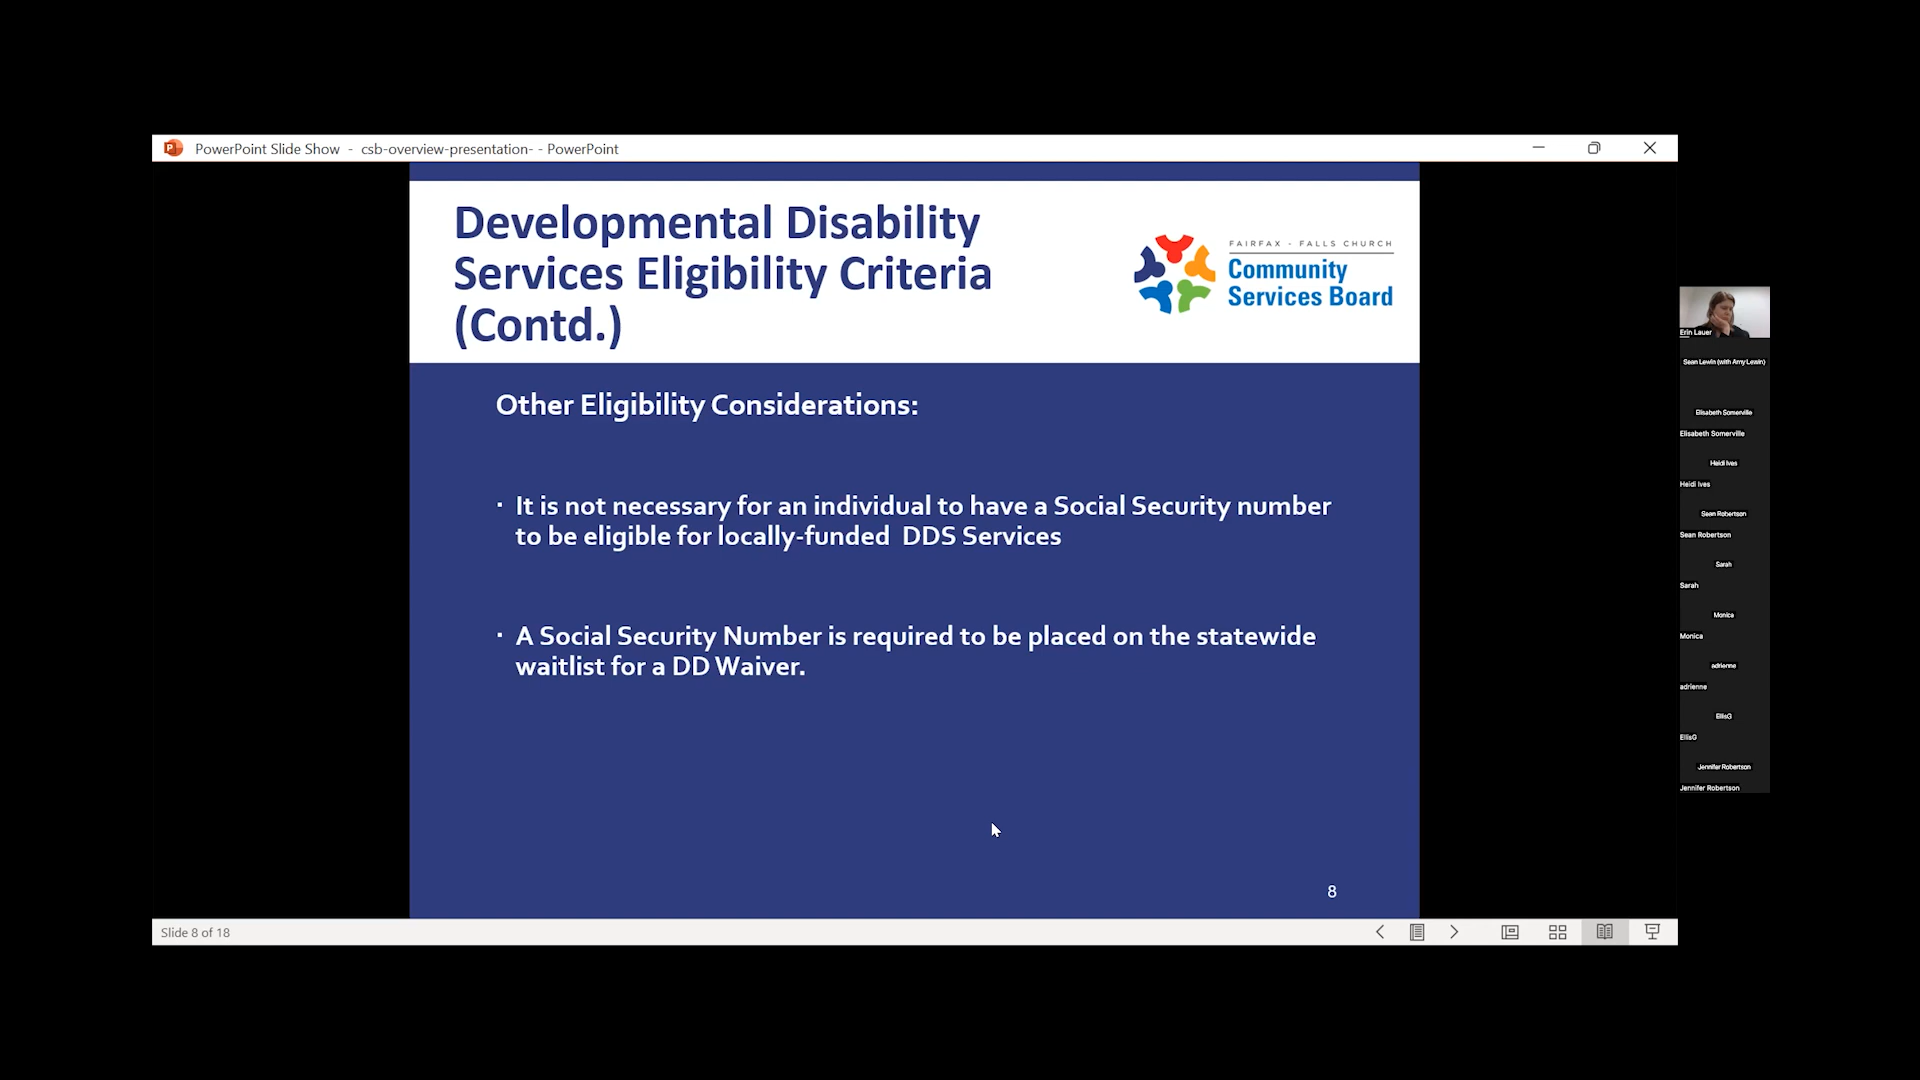 PowerPoint Slide Show - csb-overview-presentation- - PowerPoint
Developmental Disability
Services Eligibility Criteria
(Contd.)
FAIRFAX - FALLS CHURCH
Community
Services Board
Other Eligibility Considerations:
· It is not necessary for an individual to have a Social Security number
to be eligible for locally-funded DDS Services
· A Social Security Number is required to be placed on the statewide
waitlist for a DD Waiver.
8
Slide 8 of 18
Erin Lauer
Sean Lewin (with Amy Lewin)
Elisabeth Somerville
Elisabeth Somerville
Heidi Ives
Heidi Ives
Sean Robertson
Sean Robertson
Sarah
Sarah
Monica
Monica
adrienne
adrienne
EllisG
EllisG
Jennifer Robertson
Jennifer Robertson